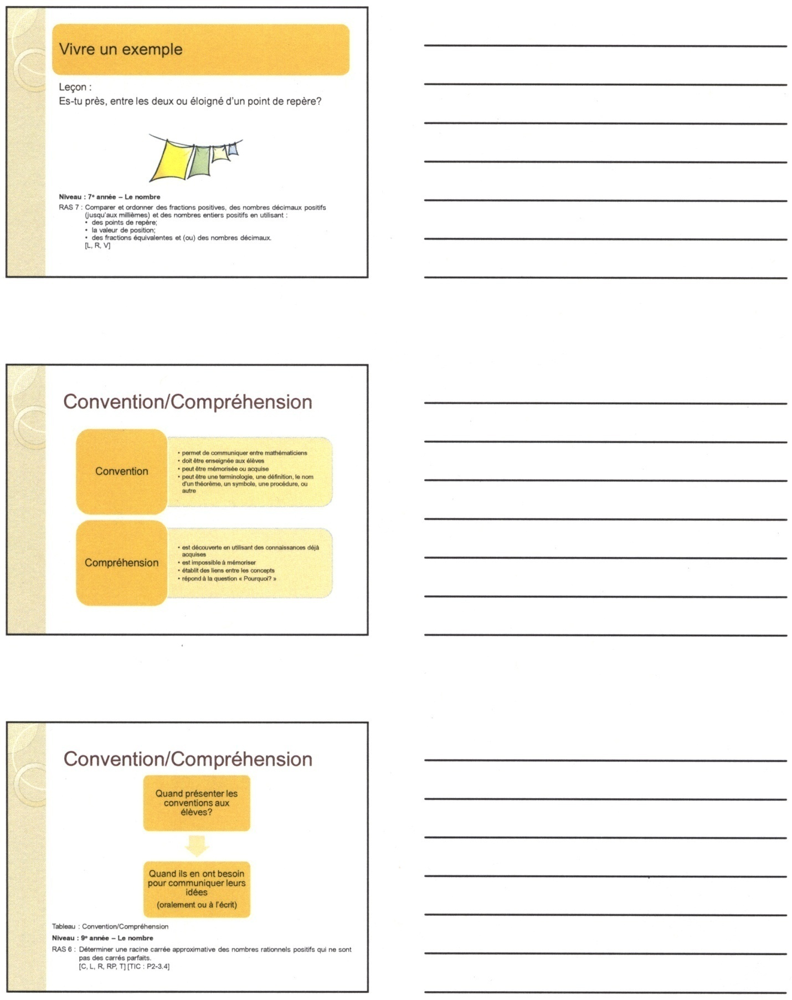 Vivre un exemple
Leçon :
Es-tu près, entre les deux ou éloigné d'un point de repère?
Niveau : 7e année – Le nombre
RAS 7 : Comparer et ordonner des fractions positives, des nombres décimaux positifs
(jusqu'aux millièmes) et des nombres entiers positifs en utilisant :
• des points de repère;
• la valeur de position;
• des fractions équivalentes et (ou) des nombres décimaux.
[L, R, V]
Convention/Compréhension
Convention
• permet de communiquer entre mathématiciens
• doit être enseignée aux élèves
• peut être mémorisée ou acquise
• peut être une terminologie, une définition, le nom
d'un théorème, un symbole, une procédure, ou
autre
Compréhension
• est découverte en utilisant des connaissances déjà
acquises
• est impossible à mémoriser
• établit des liens entre les concepts
• répond à la question « Pourquoi? »
Convention/Compréhension
Quand présenter les
conventions aux
élèves?
Quand ils en ont besoin
pour communiquer leurs
idées
(oralement ou à l'écrit)
Tableau : Convention/Compréhension
Niveau : 9e année – Le nombre
RAS 6 : Déterminer une racine carrée approximative des nombres rationnels positifs qui ne sont
pas des carrés parfaits.
[C, L, R, RP, T] [TIC : P2-3.4]